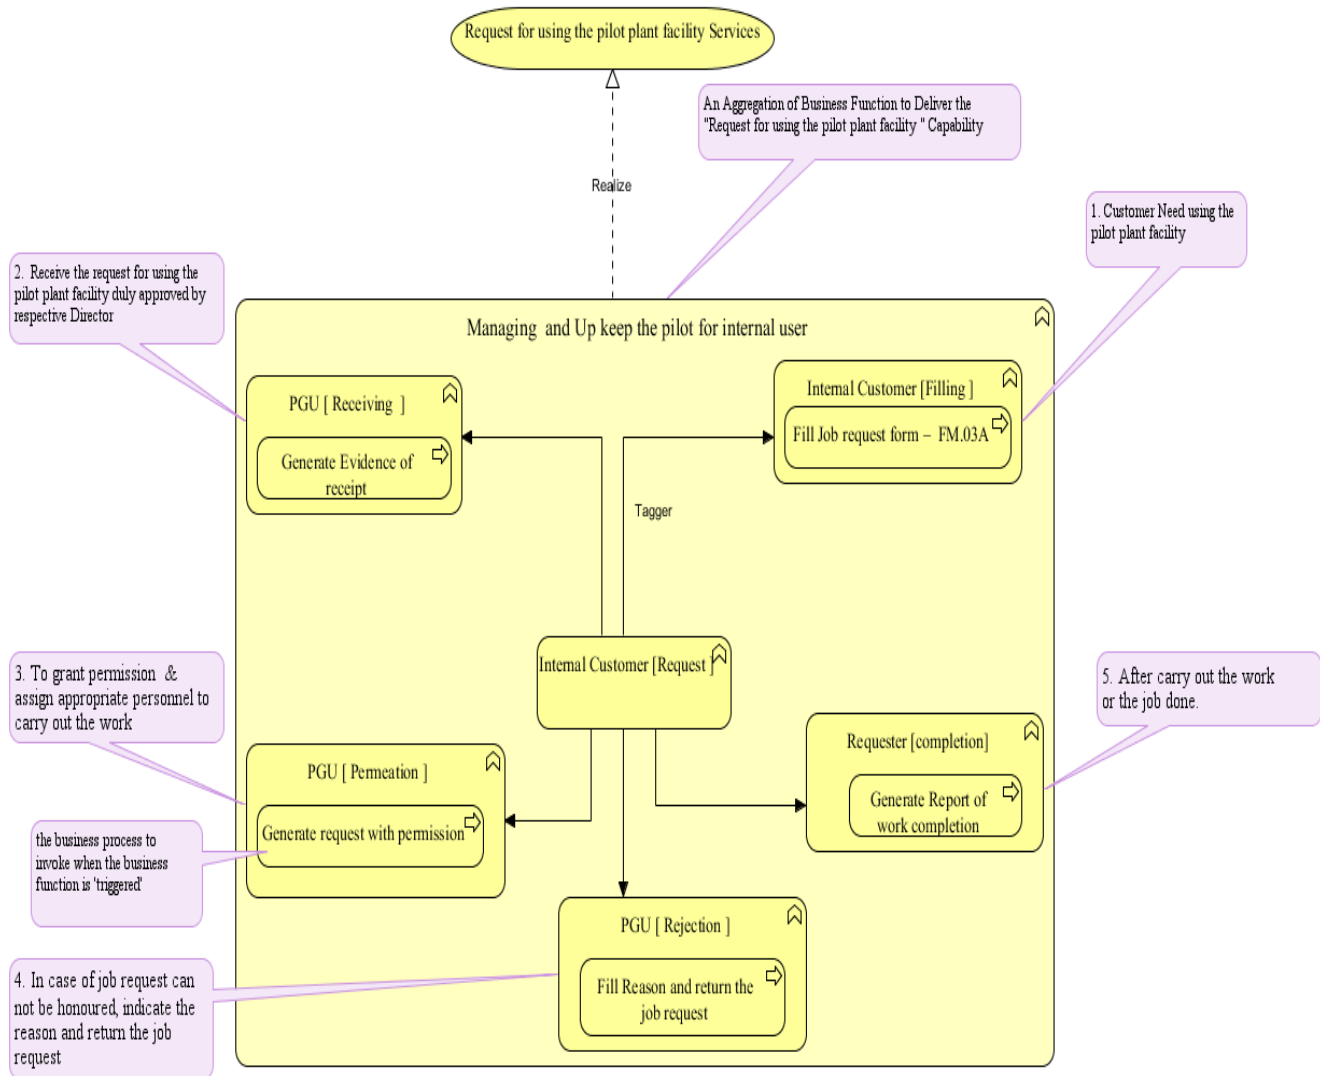 Request for using the pilot plant facility Services
An Aggregation of Business Function to Deliver the
"Request for using the pilot plant facility " Capability
Realize
1. Customer Need using the
pilot plant facility
2. Receive the request for using the
pilot plant facility duly approved by
respective Director
Managing and Up keep the pilot for internal user
PGU [ Receiving ]
Generate Evidence of
receipt
Internal Customer [Filling ]
Fill Job request form – FM.03A
Tagger
Internal Customer [Request ]
3. To grant permission &
assign appropriate personnel to
carry out the work
5. After carry out the work
or the job done.
PGU [ Permeation ]
Generate request with permission
Requester [completion]
Generate Report of
work completion
the business process to
invoke when the business
function is 'triggered'
PGU [ Rejection ]
Fill Reason and return the
job request
4. In case of job request can
not be honoured, indicate the
reason and return the job
request